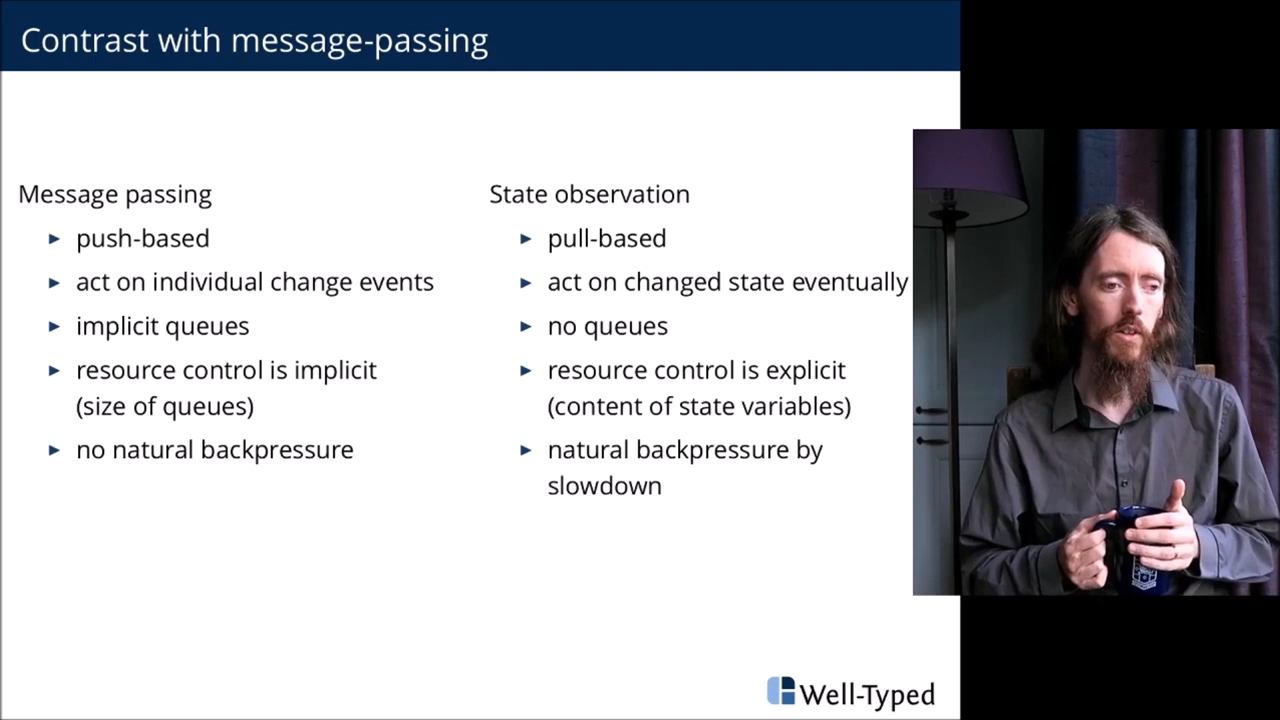 Contrast with message-passing
Message passing
► push-based
► act on individual change events
► implicit queues
► resource control is implicit
(size of queues)
► no natural backpressure
State observation
► pull-based
► act on changed state eventually
► no queues
► resource control is explicit
(content of state variables)
► natural backpressure by
slowdown
Well-Typed